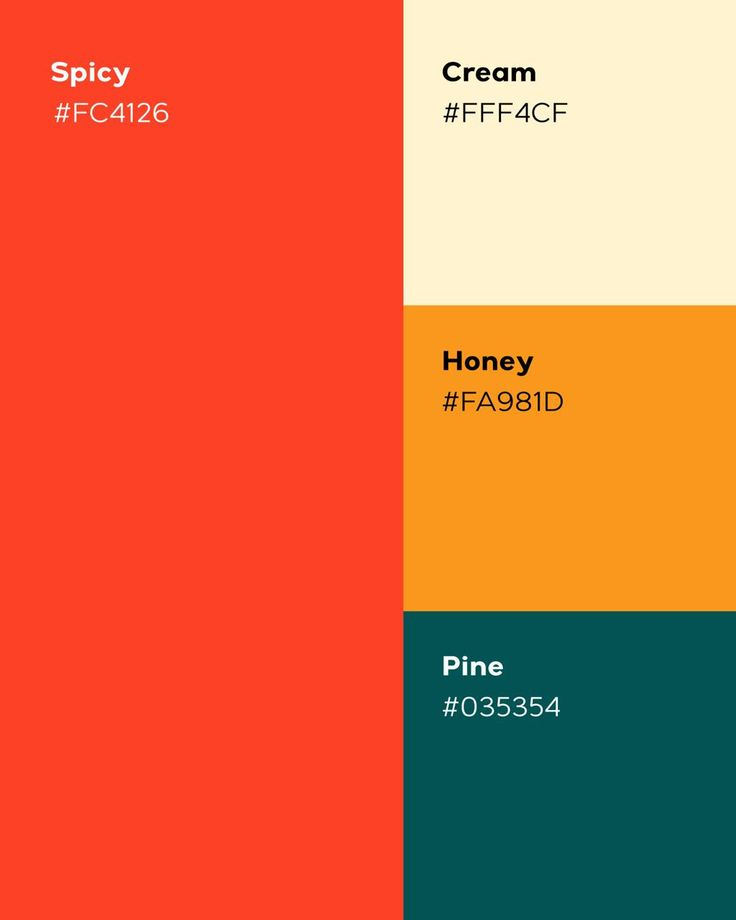 Spicy
#FC4126
Cream
#FFF4CF
Honey
#FA981D
Pine
#035354